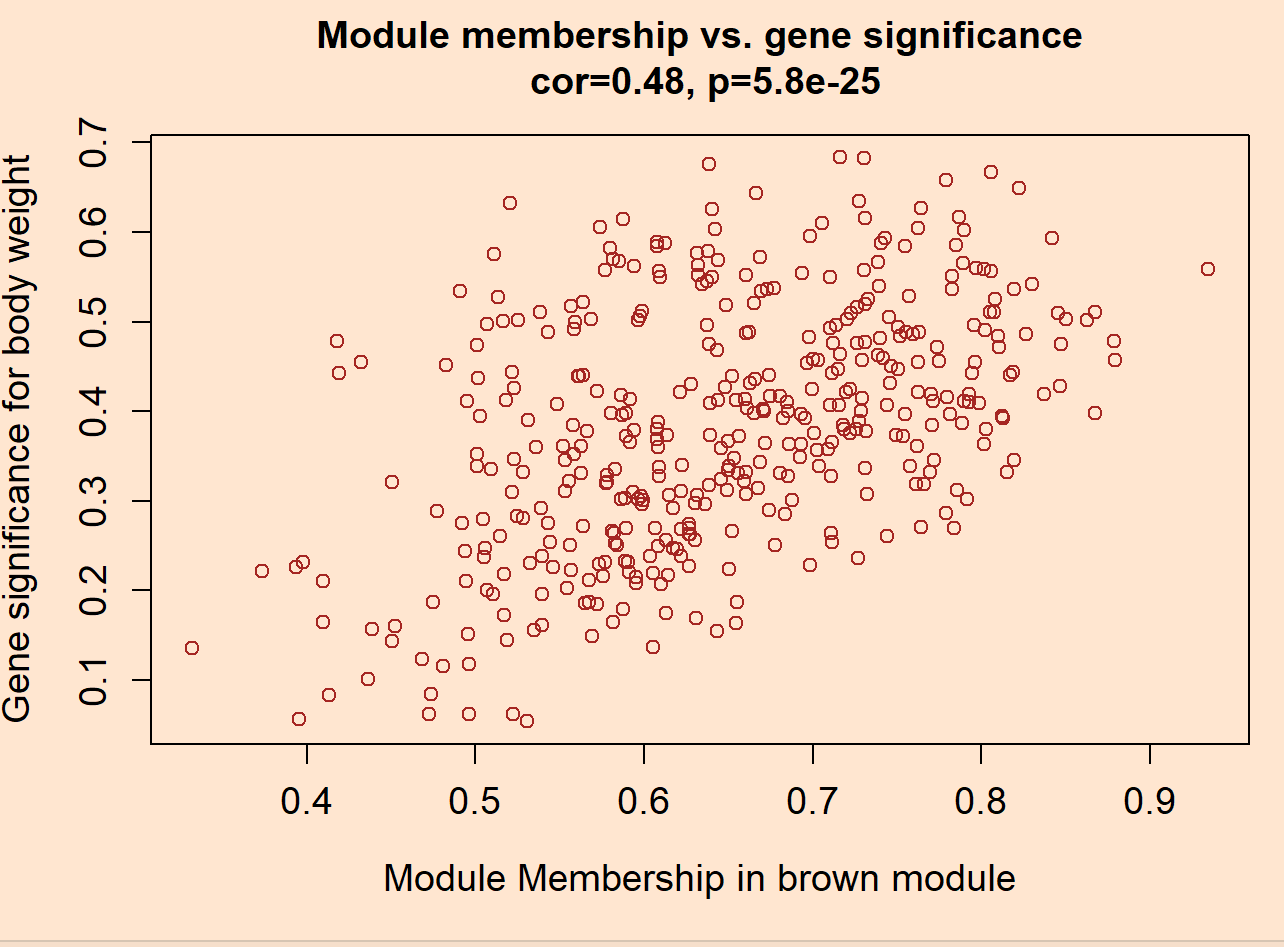 Module membership vs. gene significance
cor=0.48, p=5.8e-25
Gene significance for body weight
0.7
0.6
0.5
0.4
0.3
0.2
0.1
0.4 0.5 0.6 0.7 0.8 0.9
Module Membership in brown module